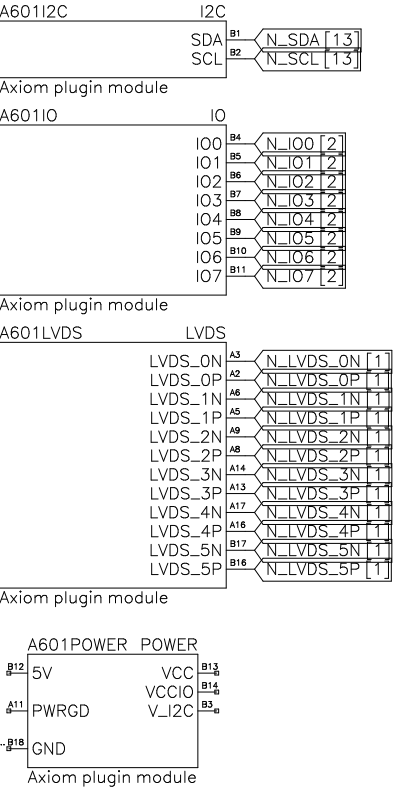 A601I2C I2C
SDA B1 N_SDA [13]
SCL B2 N_SCL [13]
Axiom plugin module
A601IO IO
IO0 B4 N_IO0 [2]
IO1 B5 N_IO1 [2]
IO2 B6 N_IO2 [2]
IO3 B7 N_IO3 [2]
IO4 B8 N_IO4 [2]
IO5 B9 N_IO5 [2]
IO6 B10 N_IO6 [2]
IO7 B11 N_IO7 [2]
Axiom plugin module
A601LVDS LVDS
LVDS_0N A3 N_LVDS_0N [1]
LVDS_0P A2 N_LVDS_0P [1]
LVDS_1N A6 N_LVDS_1N [1]
LVDS_1P A5 N_LVDS_1P [1]
LVDS_2N A9 N_LVDS_2N [1]
LVDS_2P A8 N_LVDS_2P [1]
LVDS_3N A14 N_LVDS_3N [1]
LVDS_3P A13 N_LVDS_3P [1]
LVDS_4N A17 N_LVDS_4N [1]
LVDS_4P A16 N_LVDS_4P [1]
LVDS_5N B17 N_LVDS_5N [1]
LVDS_5P B16 N_LVDS_5P [1]
Axiom plugin module
A601POWER POWER
B12 5V VCC B13
VCCIO B14
A11 PWRGD V_I2C B3
B18 GND
Axiom plugin module